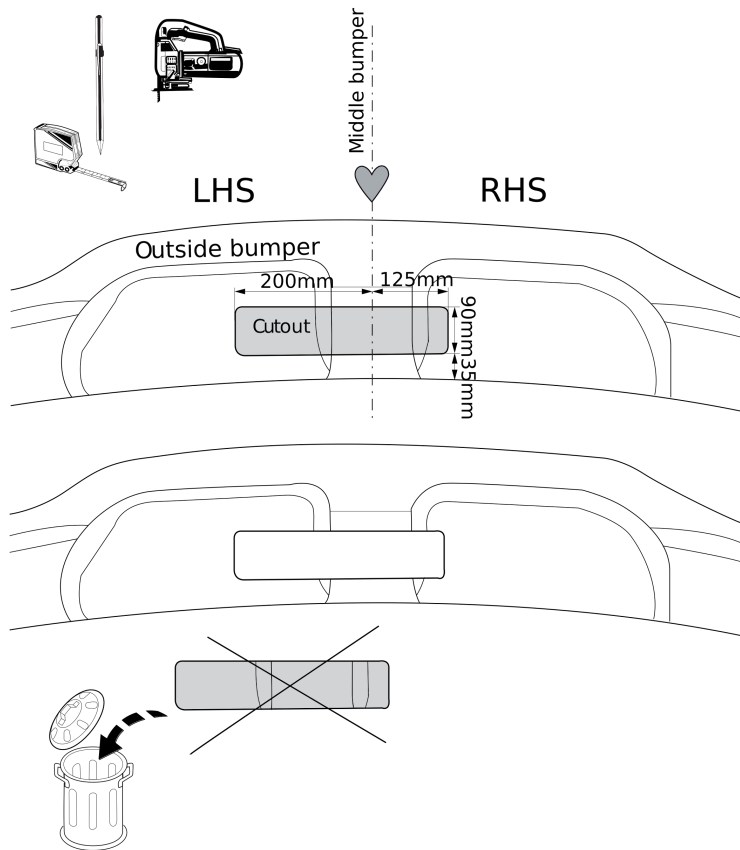 Middle bumper
LHS
RHS
Outside bumper
200mm
125mm
Cutout
90mm
35mm